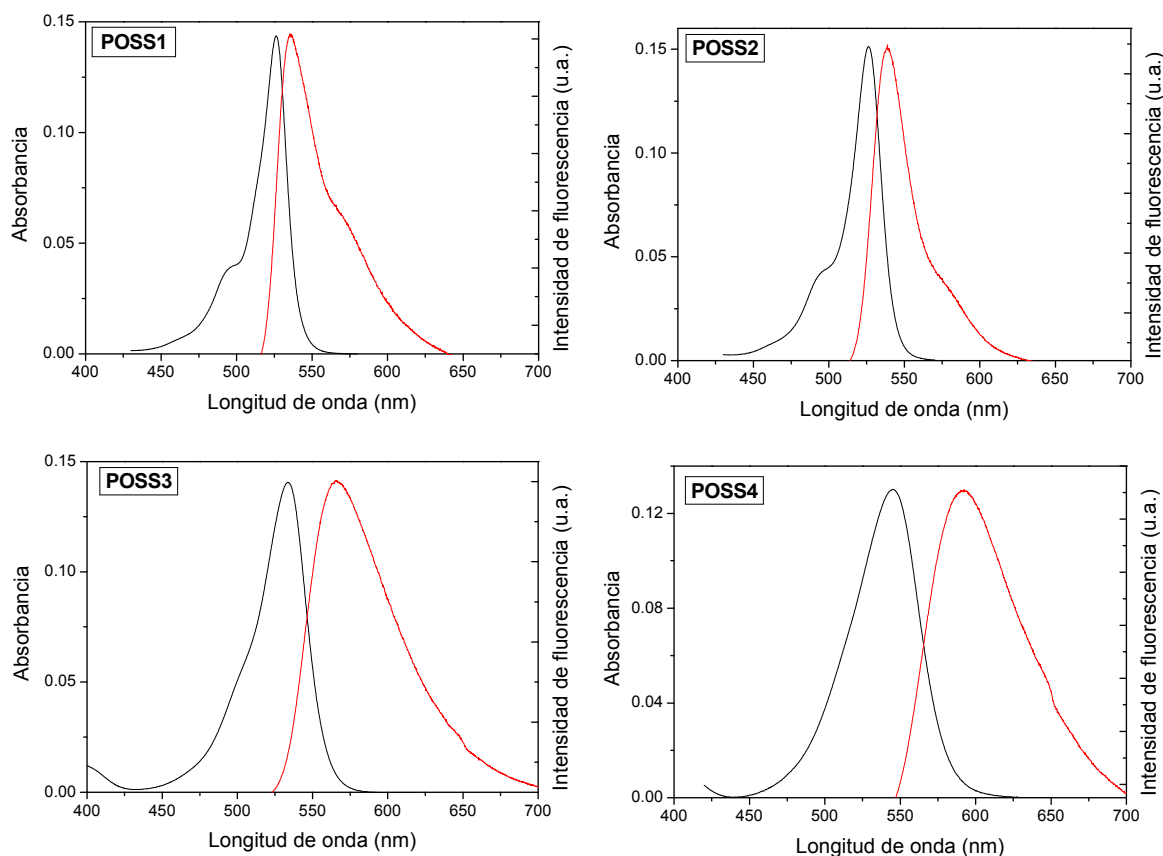 POSS1
0.15
0.10
0.05
0.00
Absorbancia
Intensidad de fluorescencia (u.a.)
400 450 500 550 600 650 700
Longitud de onda (nm)
POSS2
0.15
0.10
0.05
0.00
Absorbancia
Intensidad de fluorescencia (u.a.)
400 450 500 550 600 650 700
Longitud de onda (nm)
POSS3
0.15
0.10
0.05
0.00
Absorbancia
Intensidad de fluorescencia (u.a.)
400 450 500 550 600 650 700
Longitud de onda (nm)
POSS4
0.12
0.08
0.04
0.00
Absorbancia
Intensidad de fluorescencia (u.a.)
400 450 500 550 600 650 700
Longitud de onda (nm)